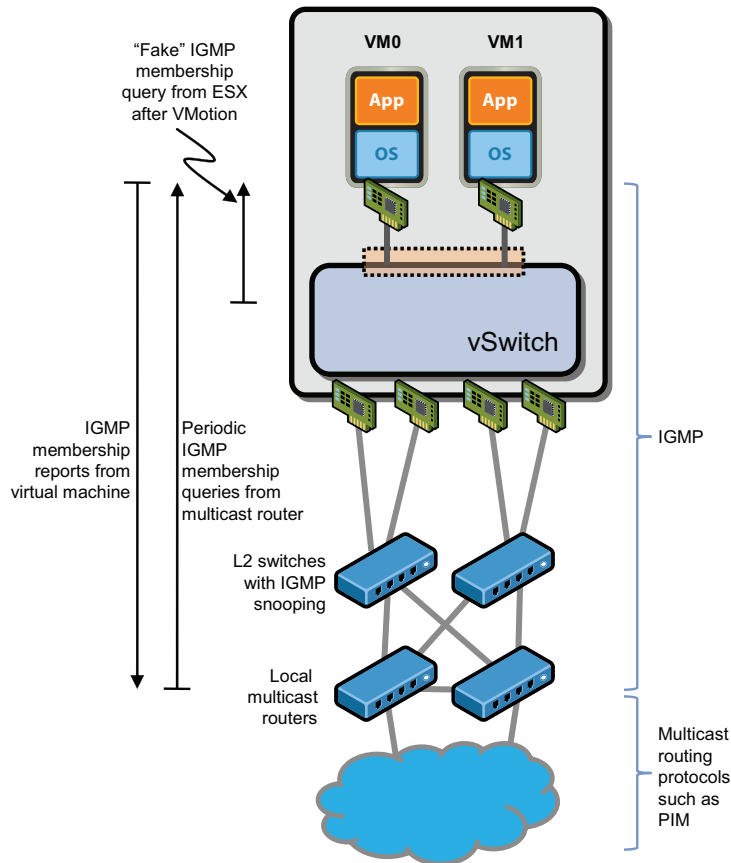 “Fake” IGMP
membership
query from ESX
after VMotion
VM0
VM1
App
App
OS
OS
vSwitch
IGMP
membership
reports from
virtual machine
Periodic
IGMP
membership
queries from
multicast router
IGMP
L2 switches
with IGMP
snooping
Local
multicast
routers
Multicast
routing
protocols
such as
PIM